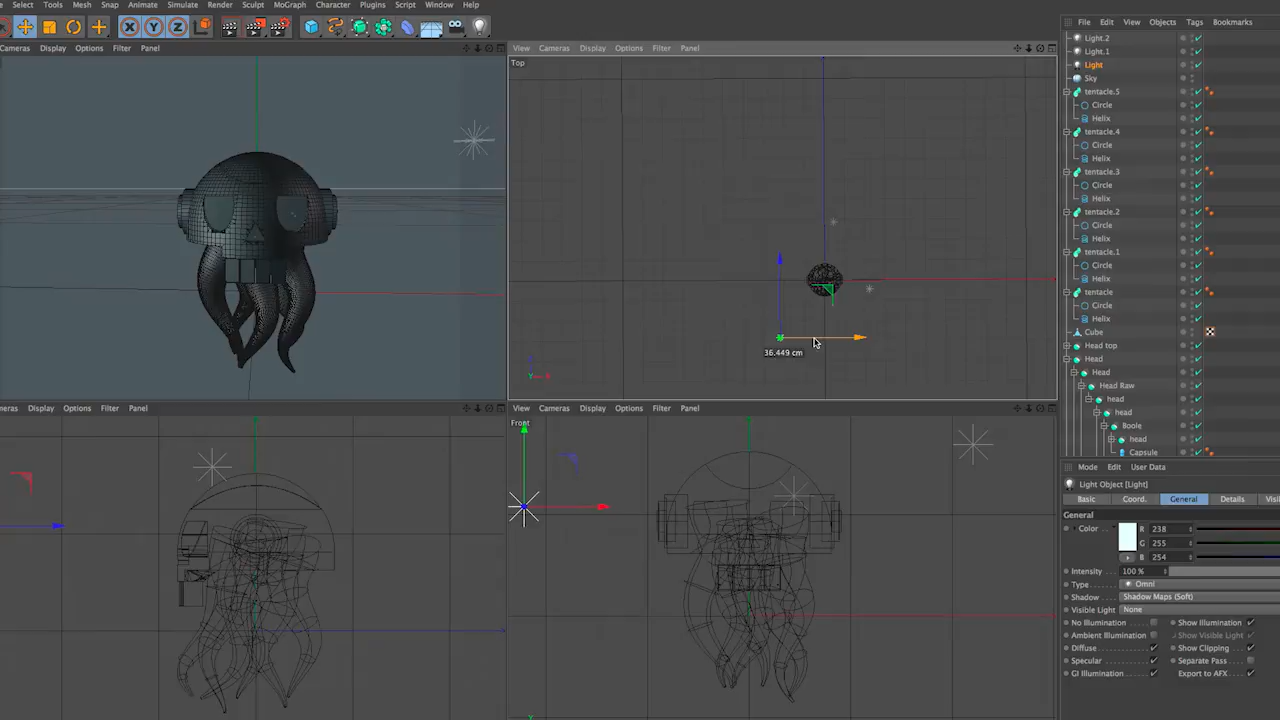 Select Tools Mesh Snap Animate Simulate Render Sculpt MoGraph Character Plugins Script Window Help
X Y Z
Cameras Display Options Filter Panel
View Cameras Display Options Filter Panel
Top
36.449 cm
Y X
meras Display Options Filter Panel
View Cameras Display Options Filter Panel
Front
Y
File Edit View Objects Tags Bookmarks
Light.2
Light.1
Light
Sky
tentacle.5
Circle
Helix
tentacle.4
Circle
Helix
tentacle.3
Circle
Helix
tentacle.2
Circle
Helix
tentacle.1
Circle
Helix
tentacle
Circle
Helix
Cube
Head top
Head
Head
Head Raw
head
head
Boole
head
Capsule
Mode Edit User Data
Light Object [Light]
Basic Coord. General Details
General
Color R 238
G 255
B 254
Intensity 100 %
Type Omni
Shadow Shadow Maps (Soft)
Visible Light None
No Illumination Show Illumination
Ambient Illumination Show Visible Light
Diffuse Show Clipping
Specular Separate Pass
GI Illumination Export to AFX